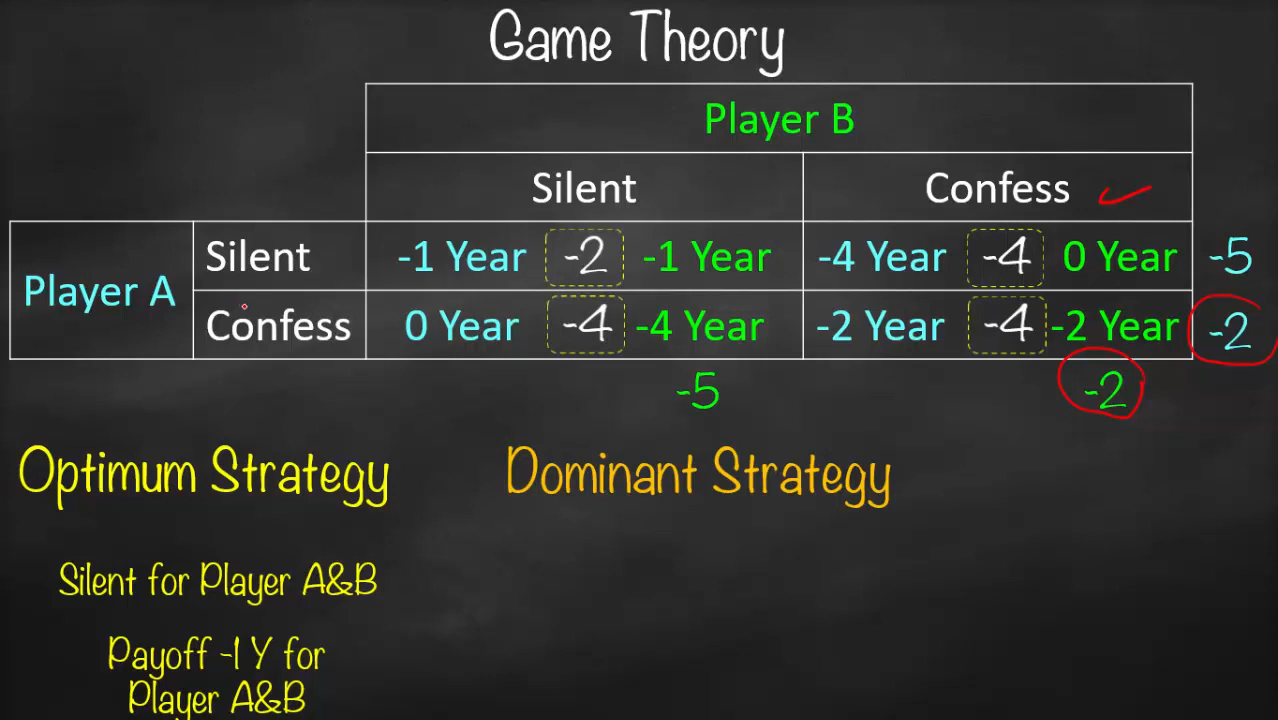 Game Theory
Player B
Silent Confess
Player A Silent -1 Year -2 -1 Year -4 Year -4 0 Year -5
Confess 0 Year -4 -4 Year -2 Year -4 -2 Year -2
-5 -2
Optimum Strategy Dominant Strategy
Silent for Player A&B
Payoff -1 Y for
Player A&B